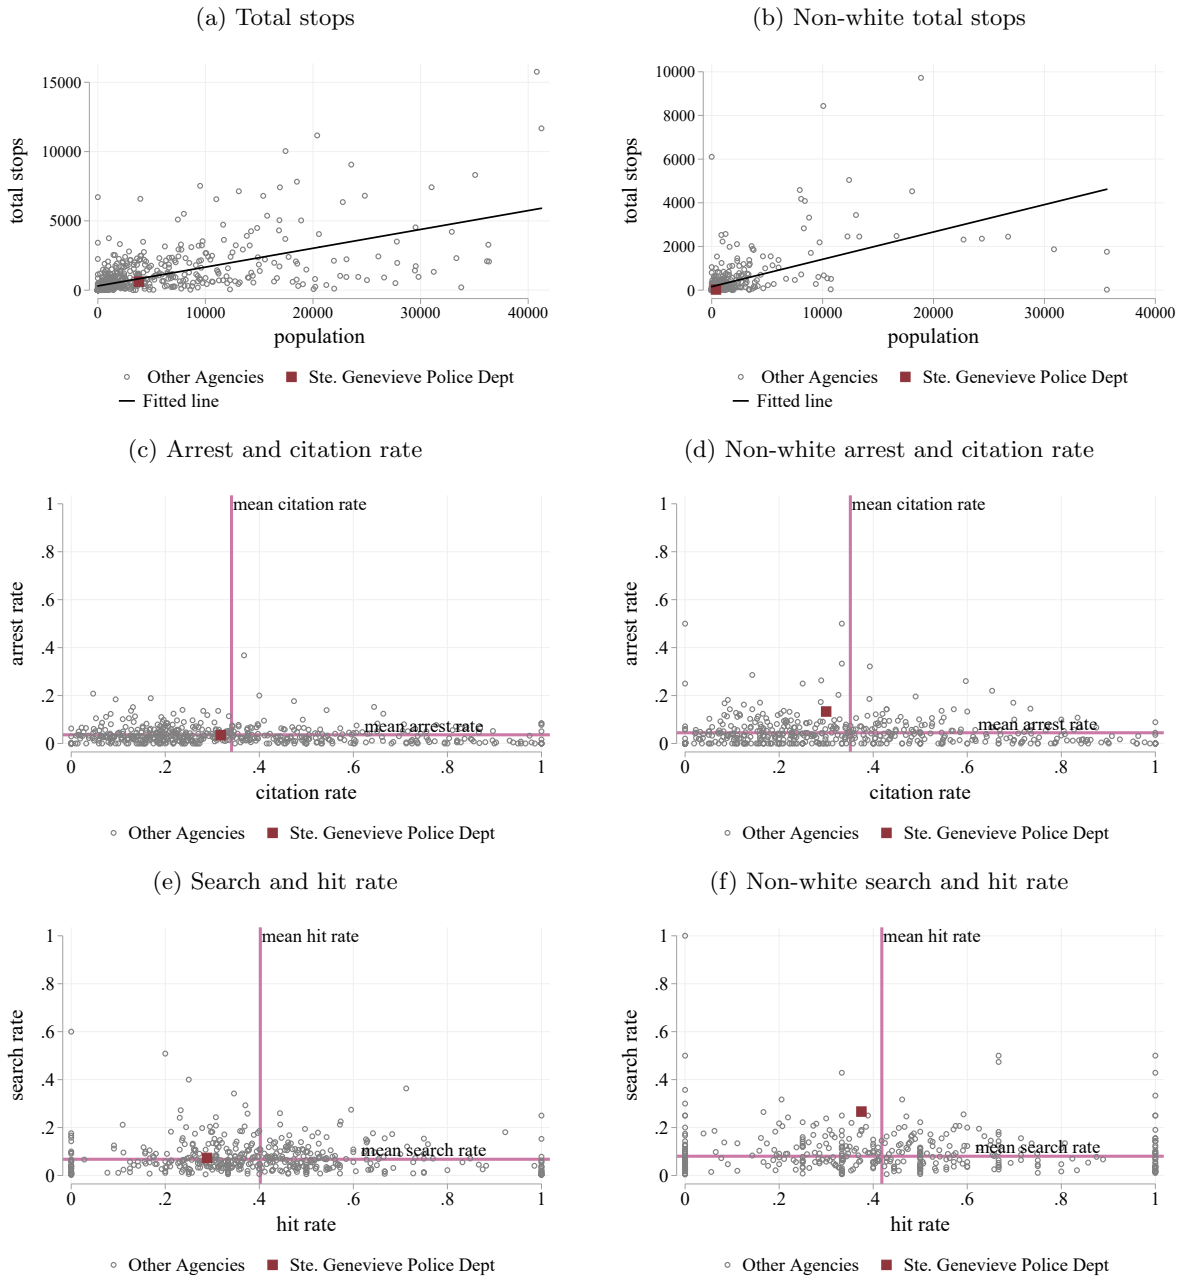 (a) Total stops
total stops
15000
10000
5000
0
0 10000 20000 30000 40000
population
Other Agencies Ste. Genevieve Police Dept
Fitted line
(b) Non-white total stops
total stops
10000
8000
6000
4000
2000
0
0 10000 20000 30000 40000
population
Other Agencies Ste. Genevieve Police Dept
Fitted line
(c) Arrest and citation rate
arrest rate
1
.8
.6
.4
.2
0
mean citation rate
mean arrest rate
0 .2 .4 .6 .8 1
citation rate
Other Agencies Ste. Genevieve Police Dept
(d) Non-white arrest and citation rate
arrest rate
1
.8
.6
.4
.2
0
mean citation rate
mean arrest rate
0 .2 .4 .6 .8 1
citation rate
Other Agencies Ste. Genevieve Police Dept
(e) Search and hit rate
search rate
1
.8
.6
.4
.2
0
mean hit rate
mean search rate
0 .2 .4 .6 .8 1
hit rate
Other Agencies Ste. Genevieve Police Dept
(f) Non-white search and hit rate
search rate
1
.8
.6
.4
.2
0
mean hit rate
mean search rate
0 .2 .4 .6 .8 1
hit rate
Other Agencies Ste. Genevieve Police Dept